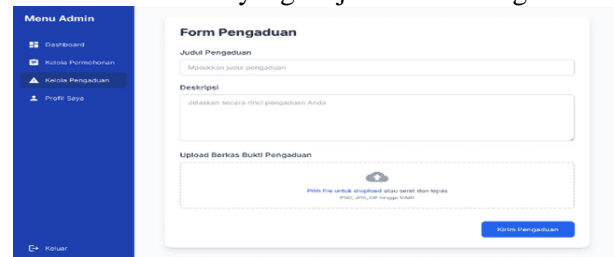 Menu Admin
Dashboard
Kelola Permohonan
Kelola Pengaduan
Profil Saya
Keluar
Form Pengaduan
Judul Pengaduan
Masukkan judul pengaduan
Deskripsi
Jelaskan secara rinci pengaduan Anda
Upload Berkas Bukti Pengaduan
Pilih file untuk diupload atau seret dan lepas
PNG, JPG, GIF hingga 10MB
Kirim Pengaduan